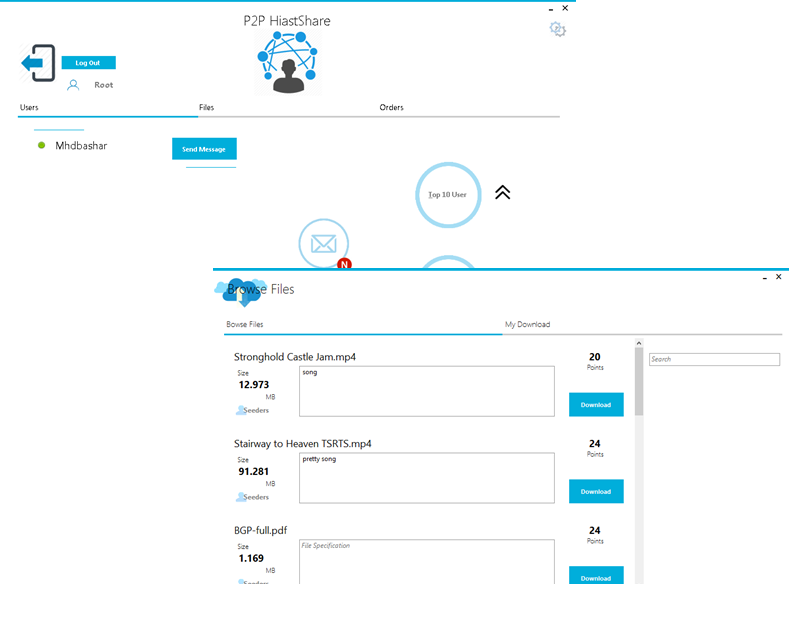 P2P HiastShare
Log Out
Root
Users
Files
Orders
Mhdbashar
Send Message
Top 10 User
N
Browse Files
Bowse Files
My Download
Stronghold Castle Jam.mp4
20
Points
Search
Size
song
12.973
MB
Seeders
Download
Stairway to Heaven TSRTS.mp4
24
Points
Size
pretty song
91.281
MB
Seeders
Download
BGP-full.pdf
24
Points
Size
File Specification
1.169
MB
Seeders
Download